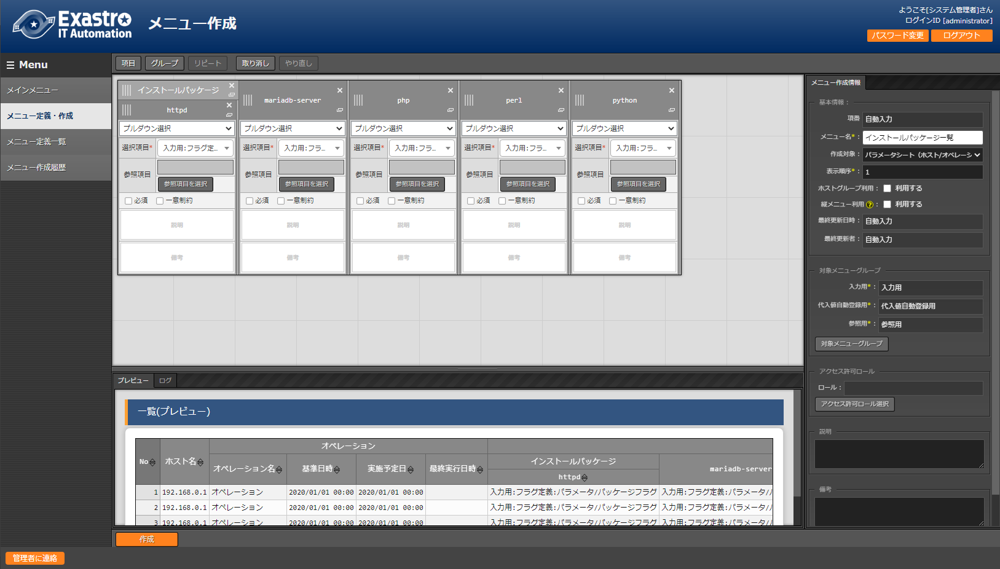 Exastro
IT Automation
メニュー作成
ようこそ[システム管理者]さん
ログインID [administrator]
パスワード変更 ログアウト
Menu
メインメニュー
メニュー定義・作成
メニュー定義一覧
メニュー作成履歴
項目 グループ リピート 取り消し やり直し
インストールパッケージ
httpd mariadb-server php perl python
プルダウン選択 プルダウン選択 プルダウン選択 プルダウン選択 プルダウン選択
選択項目* 入力用:フラグ定... 選択項目* 入力用:フラ... 選択項目* 入力用:フラ... 選択項目* 入力用:フラ... 選択項目* 入力用:フラ...
参照項目 参照項目 参照項目 参照項目 参照項目
参照項目を選択 参照項目を選択 参照項目を選択 参照項目を選択 参照項目を選択
必須 一意制約 必須 一意制約 必須 一意制約 必須 一意制約 必須 一意制約
説明 説明 説明 説明 説明
備考 備考 備考 備考 備考
プレビュー ログ
一覧(プレビュー)
No ホスト名 オペレーション
オペレーション名 基準日時 実施予定日 最終実行日時 インストールパッケージ
httpd mariadb-server
1 192.168.0.1 オペレーション 2020/01/01 00:00 2020/01/01 00:00 入力用:フラグ定義:パラメータ/パッケージフラグ 入力用:フラグ定義:パラメータ/
2 192.168.0.1 オペレーション 2020/01/01 00:00 2020/01/01 00:00 入力用:フラグ定義:パラメータ/パッケージフラグ 入力用:フラグ定義:パラメータ/
3 192.168.0.1 オペレーション 2020/01/01 00:00 2020/01/01 00:00 入力用:フラグ定義:パラメータ/パッケージフラグ 入力用:フラグ定義:パラメータ/
作成
管理者に連絡
メニュー作成情報
基本情報：
項番 自動入力
メニュー名*： インストールパッケージ一覧
作成対象： パラメータシート（ホスト/オペレーシ
表示順序*： 1
ホストグループ利用： 利用する
縦メニュー利用?： 利用する
最終更新日時： 自動入力
最終更新者： 自動入力
対象メニューグループ
入力用*： 入力用
代入値自動登録用*： 代入値自動登録用
参照用*： 参照用
対象メニューグループ
アクセス許可ロール
ロール：
アクセス許可ロール選択
説明
備考